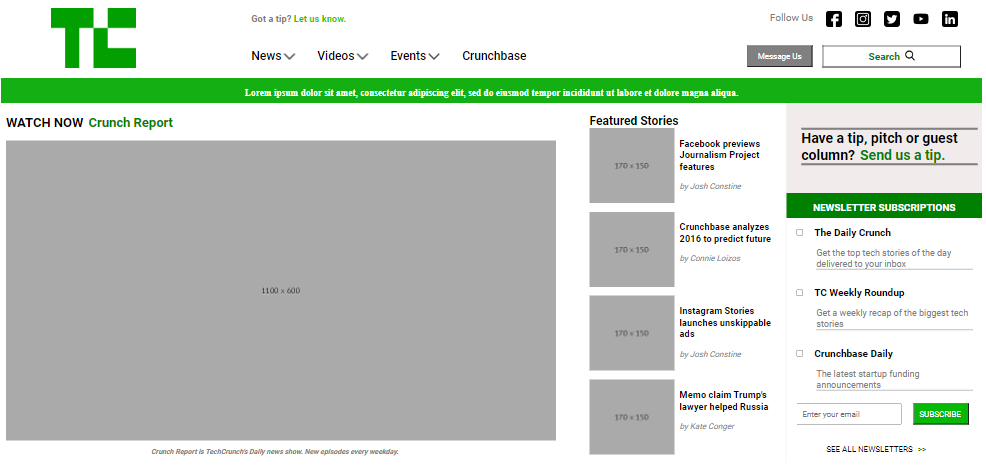 TC
Got a tip? Let us know.
Follow Us
News Videos Events Crunchbase
Message Us
Search
Lorem ipsum dolor sit amet, consectetur adipiscing elit, sed do eiusmod tempor incididunt ut labore et dolore magna aliqua.
WATCH NOW Crunch Report
1100 × 600
Crunch Report is TechCrunch's Daily news show. New episodes every weekday.
Featured Stories
170 × 150
Facebook previews
Journalism Project
features
by Josh Constine
170 × 150
Crunchbase analyzes
2016 to predict future
by Connie Loizos
170 × 150
Instagram Stories
launches unskippable
ads
by Josh Constine
170 × 150
Memo claim Trump's
lawyer helped Russia
by Kate Conger
Have a tip, pitch or guest
column? Send us a tip.
NEWSLETTER SUBSCRIPTIONS
The Daily Crunch
Get the top tech stories of the day
delivered to your inbox
TC Weekly Roundup
Get a weekly recap of the biggest tech
stories
Crunchbase Daily
The latest startup funding
announcements
Enter your email
SUBSCRIBE
SEE ALL NEWSLETTERS >>